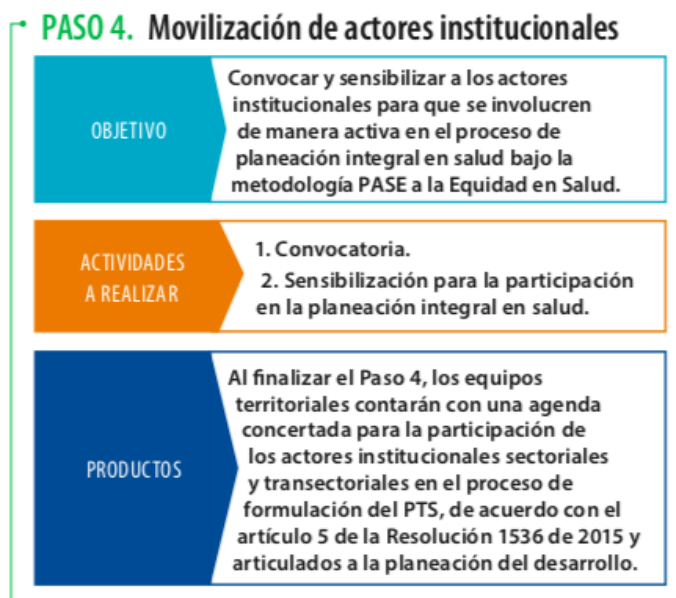 PASO 4. Movilización de actores institucionales
OBJETIVO
Convocar y sensibilizar a los actores
institucionales para que se involucren
de manera activa en el proceso de
planeación integral en salud bajo la
metodología PASE a la Equidad en Salud.
ACTIVIDADES
A REALIZAR
1. Convocatoria.
2. Sensibilización para la participación
en la planeación integral en salud.
PRODUCTOS
Al finalizar el Paso 4, los equipos
territoriales contarán con una agenda
concertada para la participación de
los actores institucionales sectoriales
y transectoriales en el proceso de
formulación del PTS, de acuerdo con el
artículo 5 de la Resolución 1536 de 2015 y
articulados a la planeación del desarrollo.